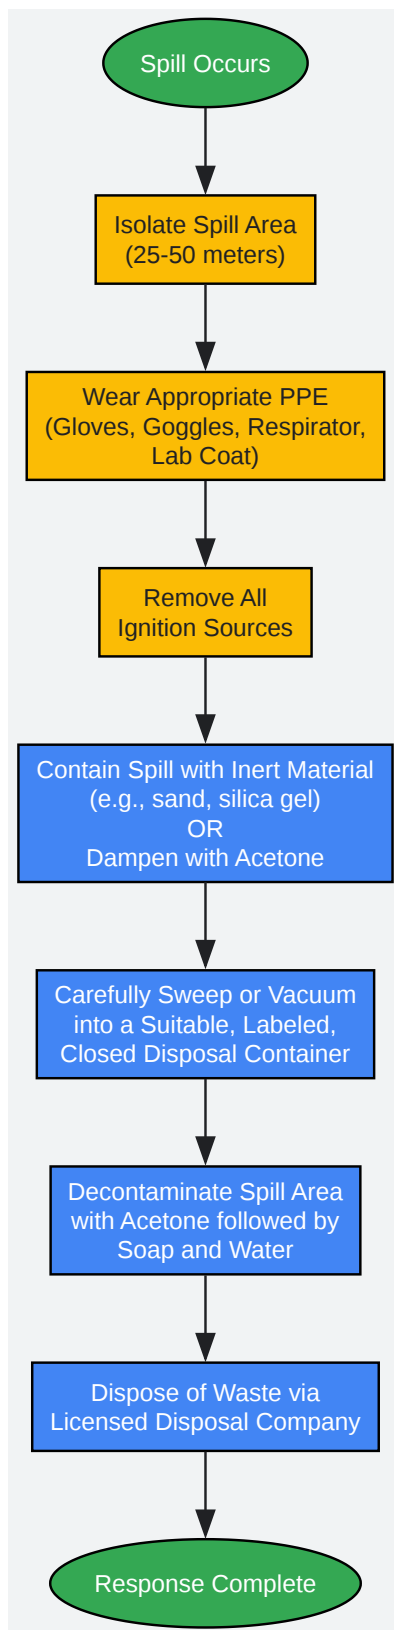 Spill Occurs
Isolate Spill Area
(25-50 meters)
Wear Appropriate PPE
(Gloves, Goggles, Respirator,
Lab Coat)
Remove All
Ignition Sources
Contain Spill with Inert Material
(e.g., sand, silica gel)
OR
Dampen with Acetone
Carefully Sweep or Vacuum
into a Suitable, Labeled,
Closed Disposal Container
Decontaminate Spill Area
with Acetone followed by
Soap and Water
Dispose of Waste via
Licensed Disposal Company
Response Complete